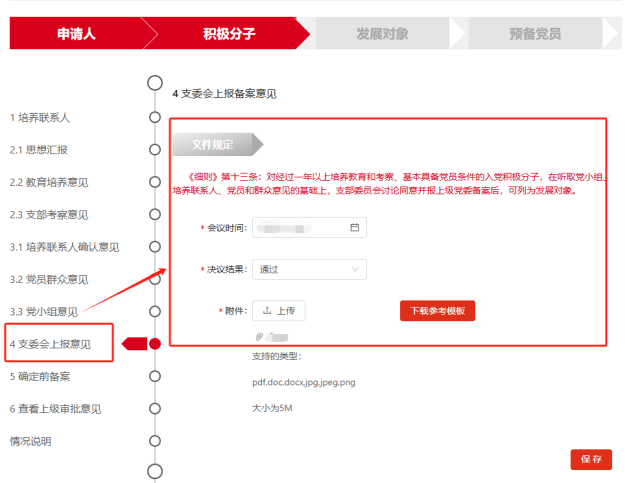 申请人
积极分子
发展对象
预备党员
4 支委会上报备案意见
1 培养联系人
2.1 思想汇报
2.2 教育培养意见
2.3 支部考察意见
3.1 培养联系人确认意见
3.2 党员群众意见
3.3 党小组意见
4 支委会上报意见
5 确定前备案
6 查看上级审批意见
情况说明
文件规定
《细则》第十三条：对经过一年以上培养教育和考察、基本具备党员条件的入党积极分子，在听取党小组、
培养联系人、党员和群众意见的基础上，支部委员会讨论同意并报上级党委备案后，可列为发展对象。
* 会议时间：
* 决议结果： 通过
* 附件： 上传 下载参考模板
支持的类型：
pdf,doc,docx,jpg,jpeg,png
大小为5M
保 存